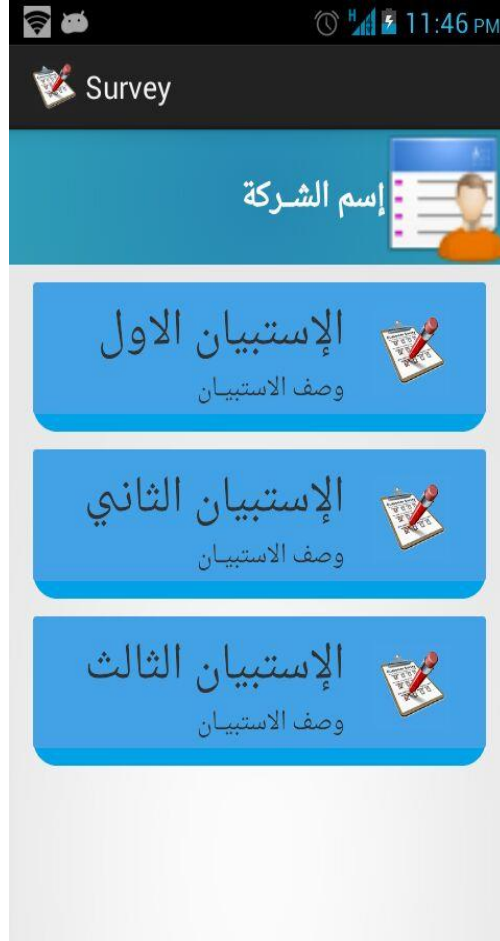 11:46 PM
Survey
إسم الشـركة
الإستبيان الاول
وصف الاستبيـان
الإستبيان الثاني
وصف الاستبيـان
الإستبيان الثالث
وصف الاستبيـان